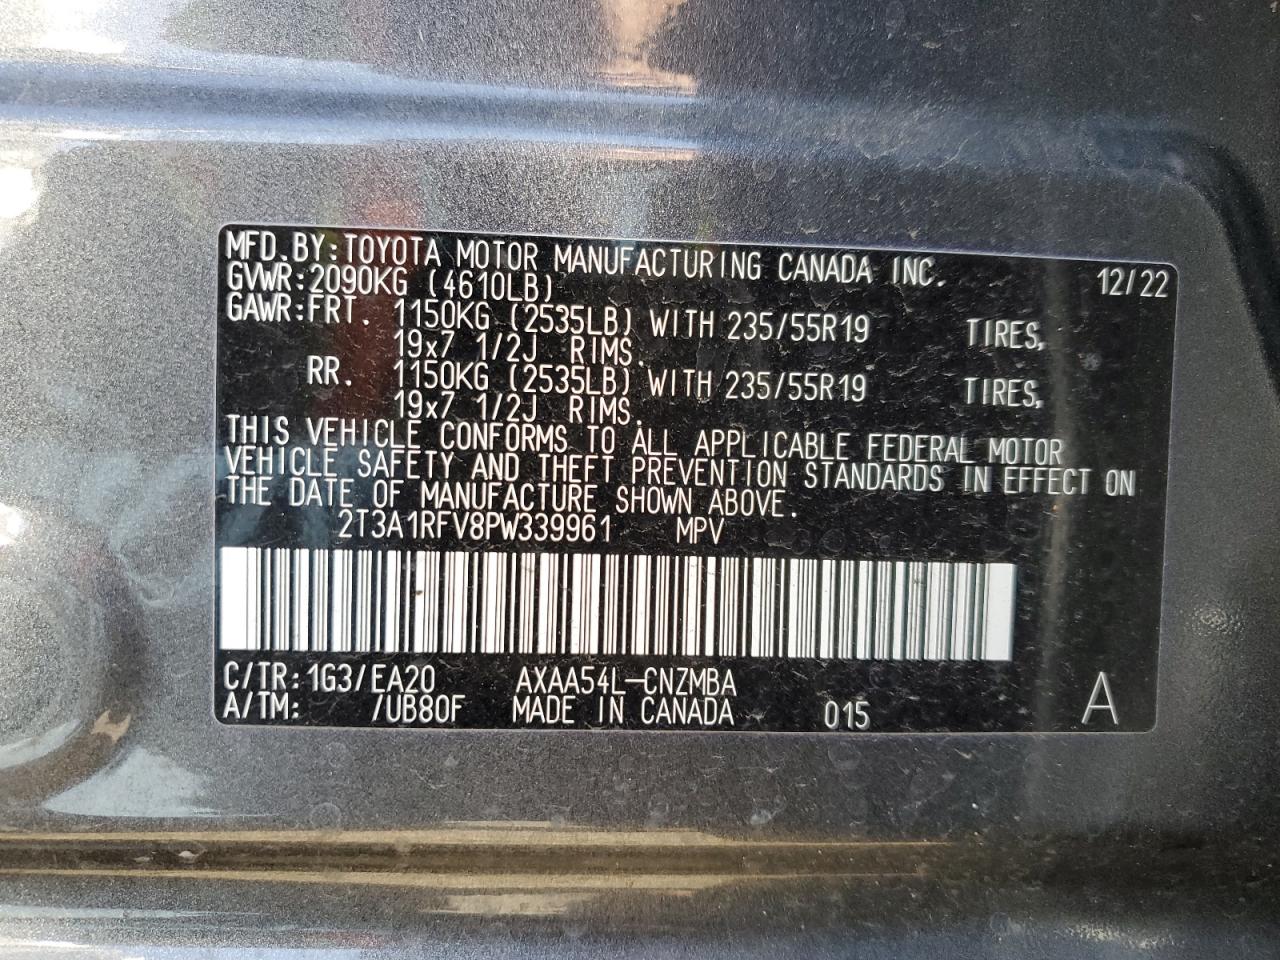 MFD.BY:TOYOTA MOTOR MANUFACTURING CANADA INC. 12/22
GVWR:2090KG (4610LB)
GAWR:FRT. 1150KG (2535LB) WITH 235/55R19 TIRES,
19x7 1/2J RIMS.
RR. 1150KG (2535LB) WITH 235/55R19 TIRES,
19x7 1/2J RIMS.
THIS VEHICLE CONFORMS TO ALL APPLICABLE FEDERAL MOTOR
VEHICLE SAFETY AND THEFT PREVENTION STANDARDS IN EFFECT ON
THE DATE OF MANUFACTURE SHOWN ABOVE.
2T3A1RFV8PW339961 MPV
C/TR:1G3/EA20 AXAA54L-CNZMBA
A/TM: /UB80F MADE IN CANADA 015 A